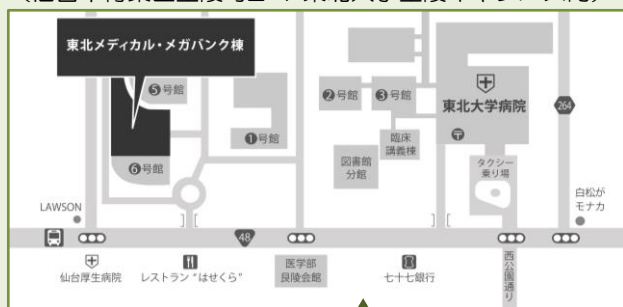 東北メディカル・メガバンク棟
❺号館
❷号館
❸号館
東北大学病院
264
❶号館
臨床
講義棟
〒
図書館
分館
❻号館
タクシー
乗り場
LAWSON
白松が
モナカ
48
仙台厚生病院
レストラン“はせくら”
医学部
良陵会館
七十七銀行
西公園通り